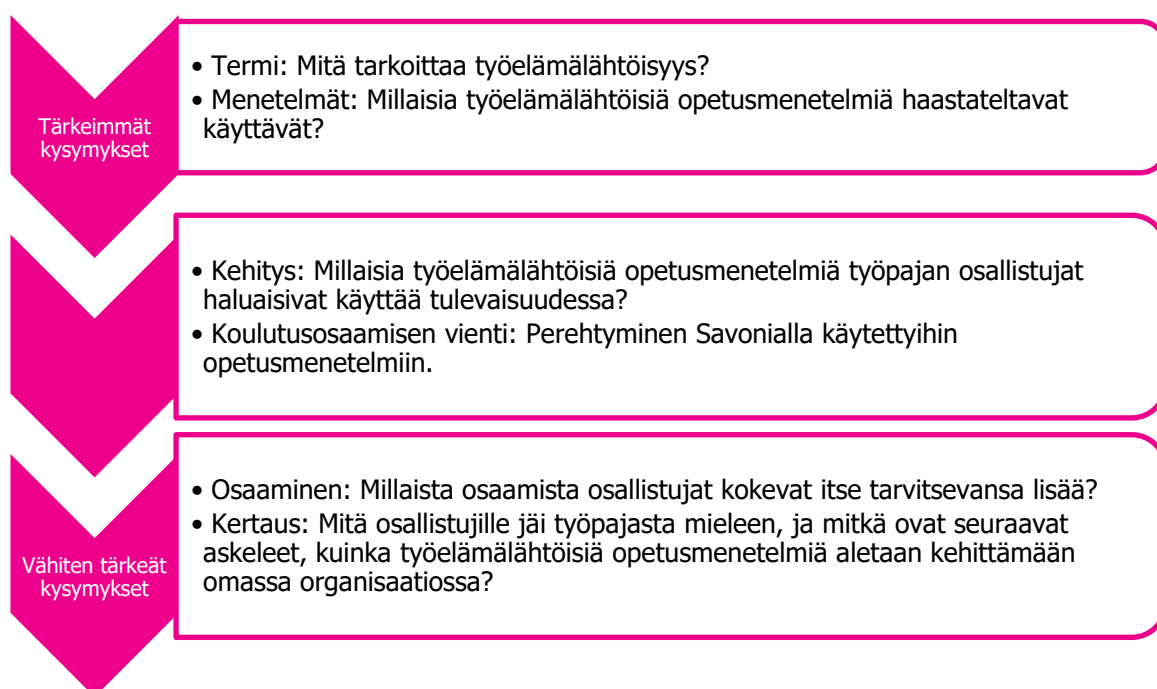 Tärkeimmät
kysymykset
• Termi: Mitä tarkoittaa työelämälähtöisyys?
• Menetelmät: Millaisia työelämälähtöisiä opetusmenetelmiä haastateltavat
käyttävät?
• Kehitys: Millaisia työelämälähtöisiä opetusmenetelmiä työpajan osallistujat
haluaisivat käyttää tulevaisuudessa?
• Koulutusosaamisen vienti: Perehtyminen Savonialla käytettyihin
opetusmenetelmiin.
Vähiten tärkeät
kysymykset
• Osaaminen: Millaista osaamista osallistujat kokevat itse tarvitsevansa lisää?
• Kertaus: Mitä osallistujille jäi työpajasta mieleen, ja mitkä ovat seuraavat
askeleet, kuinka työelämälähtöisiä opetusmenetelmiä aletaan kehittämään
omassa organisaatiossa?